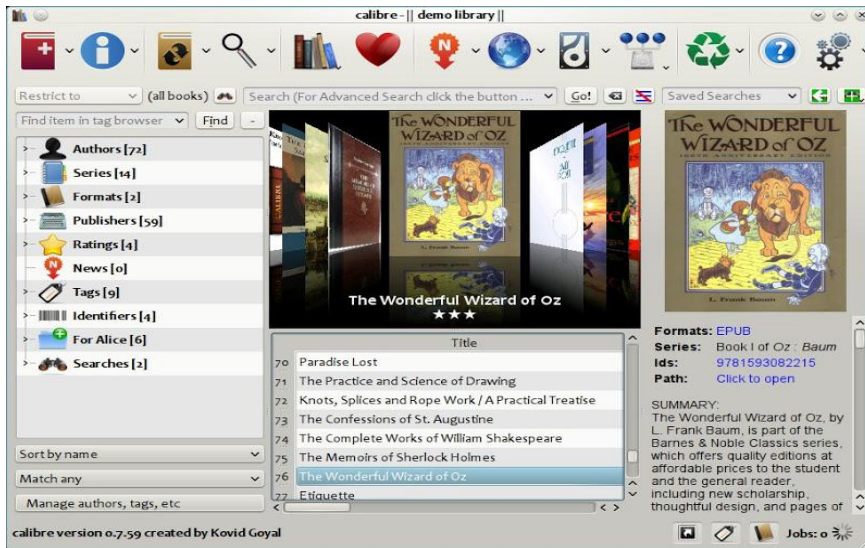 calibre - || demo library ||
N
Restrict to
(all books)
Search (For Advanced Search click the button ...
Go!
Saved Searches
Find item in tag browser
Find
-
Authors [72]
Series [14]
Formats [2]
Publishers [59]
Ratings [4]
News [0]
Tags [9]
Identifiers [4]
For Alice [6]
Searches [2]
Sort by name
Match any
Manage authors, tags, etc
The WONDERFUL
WIZARD OF OZ
100TH ANNIVERSARY EDITION
L. Frank Baum
The Wonderful Wizard of Oz
★★★
Title
70 Paradise Lost
71 The Practice and Science of Drawing
72 Knots, Splices and Rope Work / A Practical Treatise
73 The Confessions of St. Augustine
74 The Complete Works of William Shakespeare
75 The Memoirs of Sherlock Holmes
76 The Wonderful Wizard of Oz
77 Etiquette
The WONDERFUL
WIZARD OF OZ
100TH ANNIVERSARY EDITION
L. Frank Baum
Formats: EPUB
Series: Book I of Oz : Baum
Ids: 9781593082215
Path: Click to open
SUMMARY:
The Wonderful Wizard of Oz, by
L. Frank Baum, is part of the
Barnes & Noble Classics series,
which offers quality editions at
affordable prices to the student
and the general reader,
including new scholarship,
thoughtful design, and pages of
calibre version 0.7.59 created by Kovid Goyal
Jobs: 0